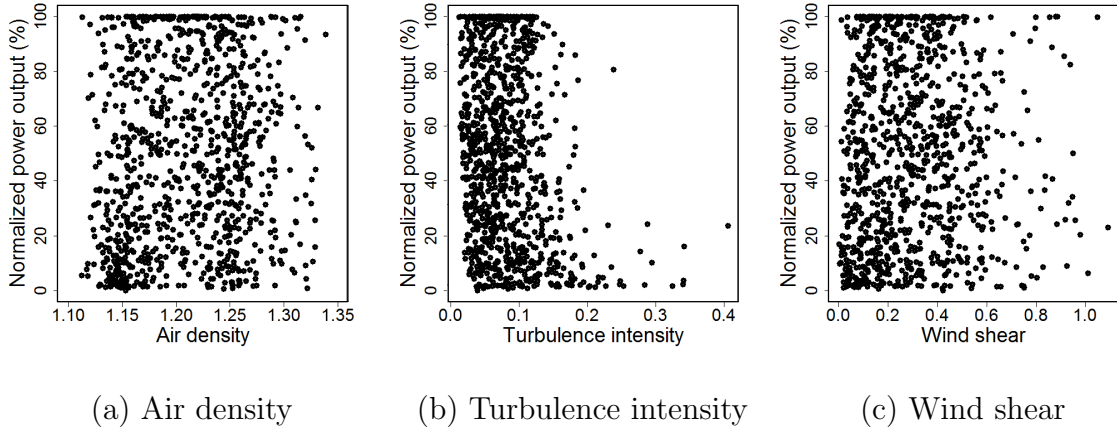 Normalized power output (%)
0 20 40 60 80 100
1.10 1.15 1.20 1.25 1.30 1.35
Air density
(a) Air density
Normalized power output (%)
0 20 40 60 80 100
0.0 0.1 0.2 0.3 0.4
Turbulence intensity
(b) Turbulence intensity
Normalized power output (%)
0 20 40 60 80 100
0.0 0.2 0.4 0.6 0.8 1.0
Wind shear
(c) Wind shear